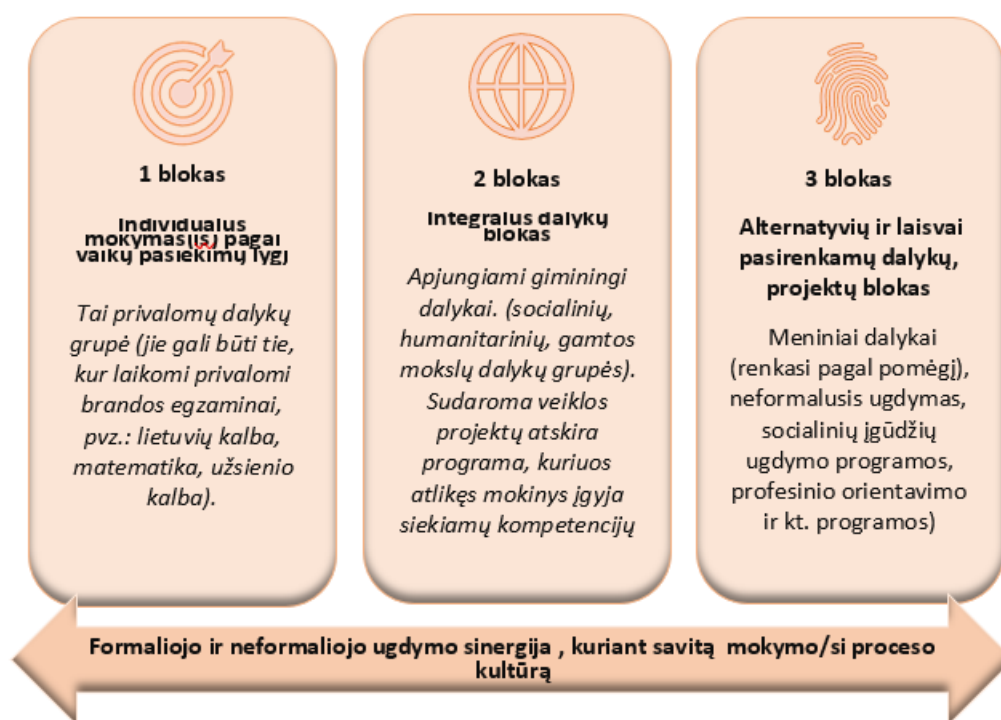 1 blokas
Individualus
mokymas(is) pagal
vaikų pasiekimų lygį
Tai privalomų dalykų
grupė (jie gali būti tie,
kur laikomi privalomi
brandos egzaminai,
pvz.: lietuvių kalba,
matematika, užsienio
kalba).
2 blokas
Integralus dalykų
blokas
Apjungiami giminingi
dalykai. (socialinių,
humanitarinių, gamtos
mokslų dalykų grupės).
Sudaroma veiklos
projektų atskira
programa, kuriuos
atlikęs mokinys įgyja
siekiamų kompetencijų
3 blokas
Alternatyvių ir laisvai
pasirenkamų dalykų,
projektų blokas
Meniniai dalykai
(renkasi pagal pomėgį),
neformalusis ugdymas,
socialinių įgūdžių
ugdymo programos,
profesinio orientavimo
ir kt. programos)
Formaliojo ir neformaliojo ugdymo sinergija , kuriant savitą mokymo/si proceso
kultūrą